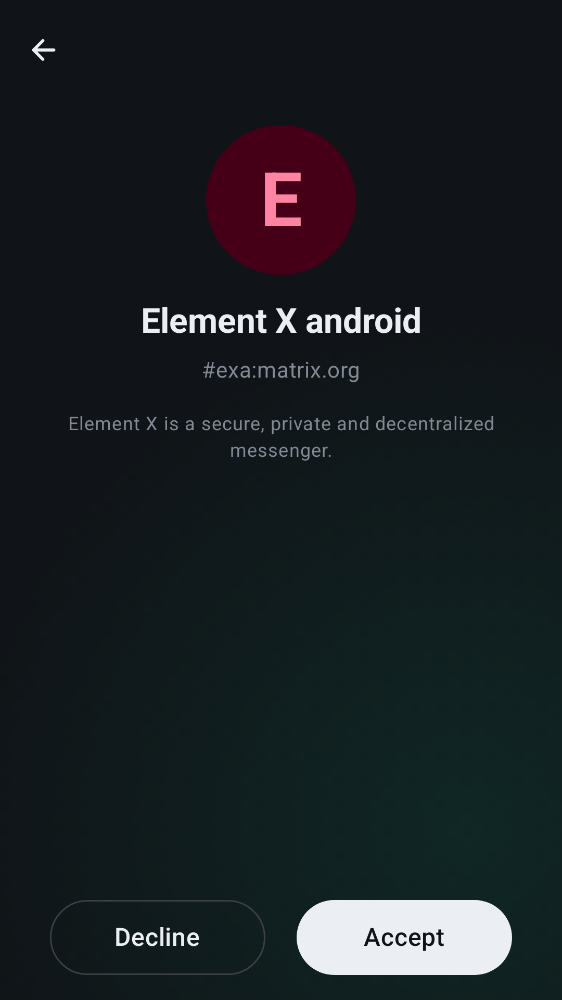 E
Element X android
#exa:matrix.org
Element X is a secure, private and decentralized
messenger.
Decline
Accept